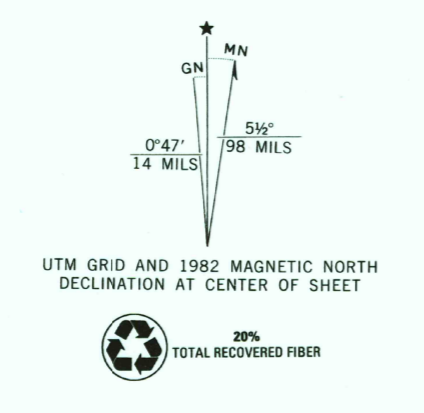 ★
MN
GN
5½°
98 MILS
0°47′
14 MILS
UTM GRID AND 1982 MAGNETIC NORTH
DECLINATION AT CENTER OF SHEET
20%
TOTAL RECOVERED FIBER